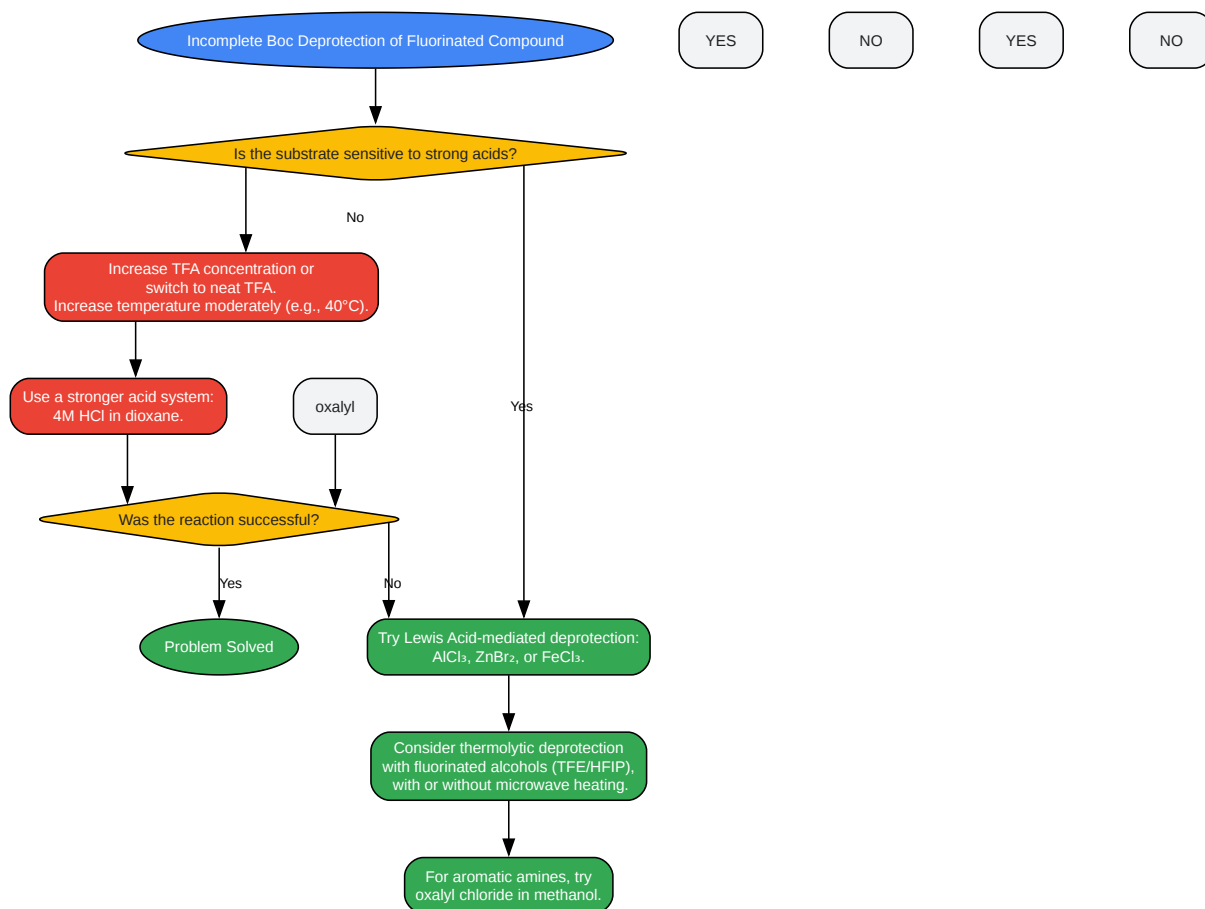 Incomplete Boc Deprotection of Fluorinated Compound
YES
NO
YES
NO
Is the substrate sensitive to strong acids?
No
Increase TFA concentration or
switch to neat TFA.
Increase temperature moderately (e.g., 40°C).
Use a stronger acid system:
4M HCl in dioxane.
oxalyl
Yes
Was the reaction successful?
Yes
No
Problem Solved
Try Lewis Acid-mediated deprotection:
AlCl₃, ZnBr₂, or FeCl₃.
Consider thermolytic deprotection
with fluorinated alcohols (TFE/HFIP),
with or without microwave heating.
For aromatic amines, try
oxalyl chloride in methanol.